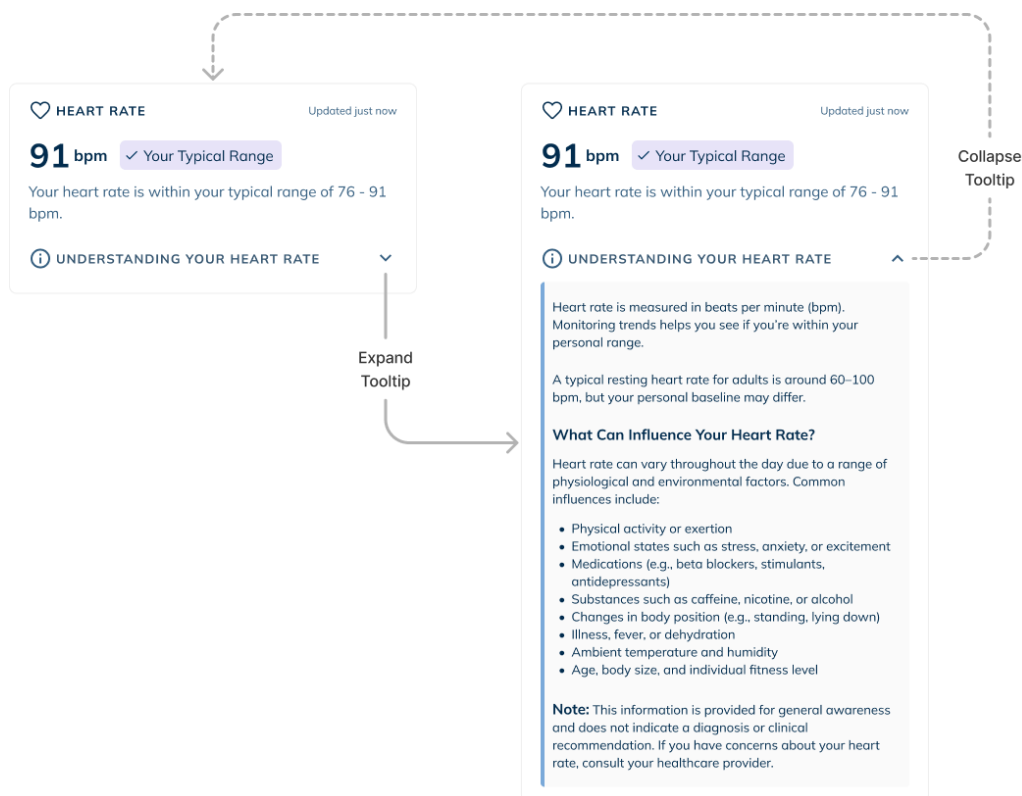 HEART RATE
Updated just now
91 bpm
Your Typical Range
Your heart rate is within your typical range of 76 - 91
bpm.
UNDERSTANDING YOUR HEART RATE
Expand
Tooltip
HEART RATE
Updated just now
91 bpm
Your Typical Range
Your heart rate is within your typical range of 76 - 91
bpm.
UNDERSTANDING YOUR HEART RATE
Collapse
Tooltip
Heart rate is measured in beats per minute (bpm).
Monitoring trends helps you see if you’re within your
personal range.
A typical resting heart rate for adults is around 60–100
bpm, but your personal baseline may differ.
What Can Influence Your Heart Rate?
Heart rate can vary throughout the day due to a range of
physiological and environmental factors. Common
influences include:
• Physical activity or exertion
• Emotional states such as stress, anxiety, or excitement
• Medications (e.g., beta blockers, stimulants,
antidepressants)
• Substances such as caffeine, nicotine, or alcohol
• Changes in body position (e.g., standing, lying down)
• Illness, fever, or dehydration
• Ambient temperature and humidity
• Age, body size, and individual fitness level
Note: This information is provided for general awareness
and does not indicate a diagnosis or clinical
recommendation. If you have concerns about your heart
rate, consult your healthcare provider.